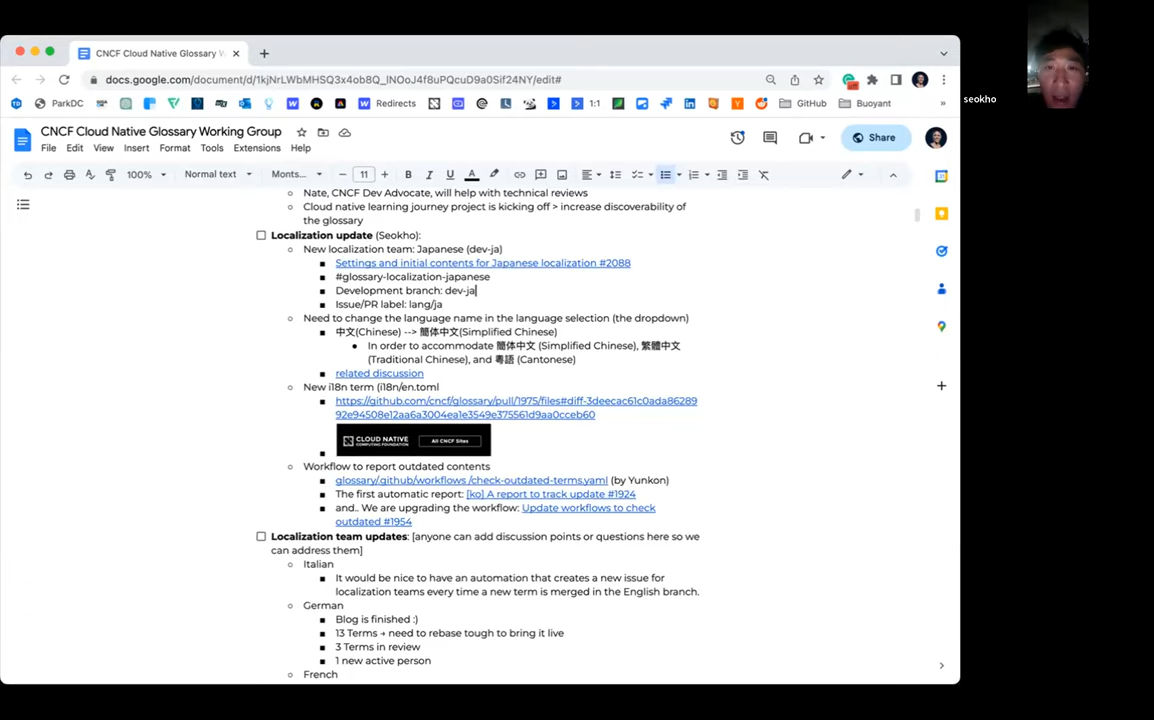 CNCF Cloud Native Glossary W
docs.google.com/document/d/1kjNrLWbMHSQ3x4ob8Q_lNOoJ4f8uPQcuD9a0Sif24NY/edit#
ParkDC
Redirects
1:1
GitHub
Buoyant
»
seokho
CNCF Cloud Native Glossary Working Group
Share
File Edit View Insert Format Tools Extensions Help
100% Normal text Monts... 11
Nate, CNCF Dev Advocate, will help with technical reviews
Cloud native learning journey project is kicking off > increase discoverability of
the glossary
Localization update (Seokho):
New localization team: Japanese (dev-ja)
Settings and initial contents for Japanese localization #2088
#glossary-localization-japanese
Development branch: dev-ja
Issue/PR label: lang/ja
Need to change the language name in the language selection (the dropdown)
中文(Chinese) --> 簡体中文(Simplified Chinese)
In order to accommodate 簡体中文 (Simplified Chinese), 繁體中文
(Traditional Chinese), and 粵語 (Cantonese)
related discussion
New i18n term (i18n/en.toml
https://github.com/cncf/glossary/pull/1975/files#diff-3deecac61c0ada86289
92e94508e12aa6a3004ea1e3549e375561d9aa0cceb60
CLOUD NATIVE
COMPUTING FOUNDATION
All CNCF Sites
Workflow to report outdated contents
glossary/.github/workflows /check-outdated-terms.yaml (by Yunkon)
The first automatic report: [ko] A report to track update #1924
and.. We are upgrading the workflow: Update workflows to check
outdated #1954
Localization team updates: [anyone can add discussion points or questions here so we
can address them]
Italian
It would be nice to have an automation that creates a new issue for
localization teams every time a new term is merged in the English branch.
German
Blog is finished :)
13 Terms → need to rebase tough to bring it live
3 Terms in review
1 new active person
French